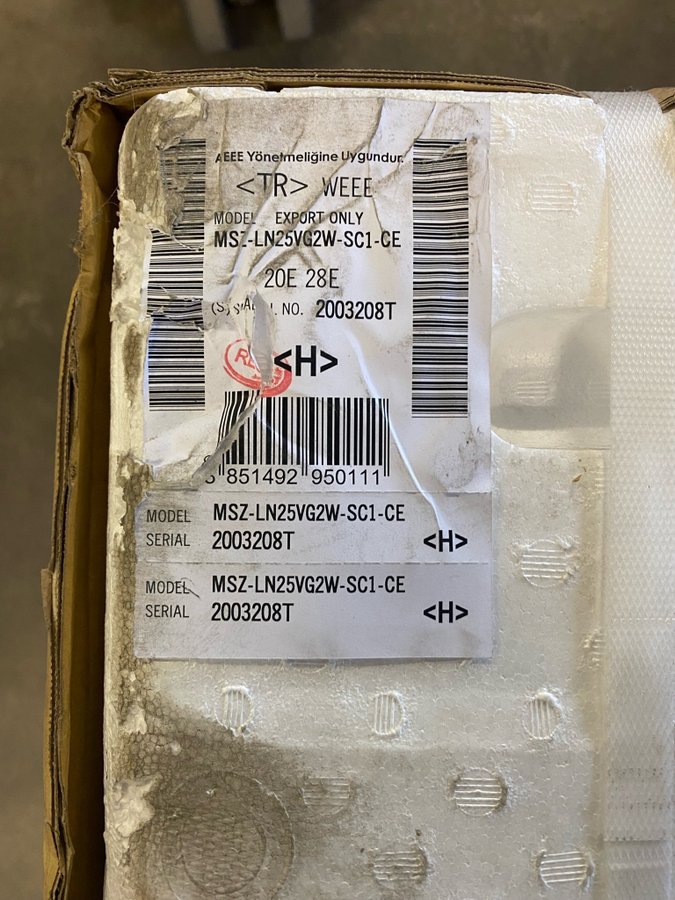 AEEE Yönetmeliğine Uygundur.
<TR> WEEE
MODEL EXPORT ONLY
MSZ-LN25VG2W-SC1-CE
20E 28E
NO. 2003208T
<H>
851492 950111
MODEL MSZ-LN25VG2W-SC1-CE
SERIAL 2003208T <H>
MODEL MSZ-LN25VG2W-SC1-CE
SERIAL 2003208T <H>